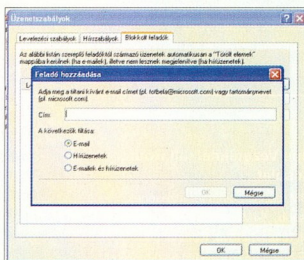 Üzenetszabályok
Levelezési szabályok Hírszabályok Blokkolt feladók
Az alábbi listán szereplő feladóktól származó üzenetek automatikusan a "Törölt elemek"
mappába kerülnek (ha e-mailek), illetve nem lesznek megjelenítve (ha hírüzenetek).
Feladó hozzáadása
Adja meg a tiltani kívánt e-mail címet (pl. totbela@microsoft.com) vagy tartománynevet
(pl. microsoft.com)
Cím:
A következők tiltása:
E-mail
Hírüzenetek
E-mailek és hírüzenetek
OK Mégse
OK Mégse